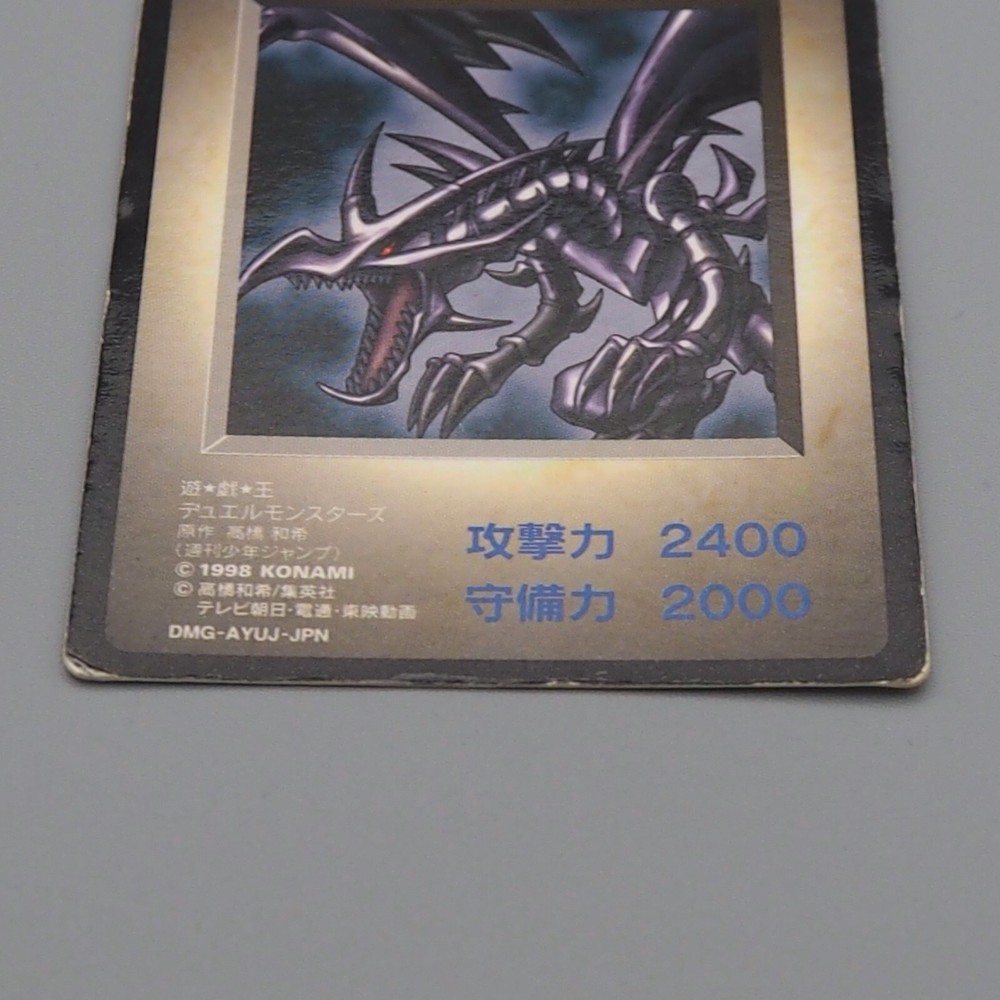 遊★戯★王
デュエルモンスターズ
原作 高橋 和希
(週刊少年ジャンプ)
© 1998 KONAMI
© 高橋和希/集英社
テレビ朝日・電通・東映動画
DMG-AYUJ-JPN
攻撃力 2400
守備力 2000